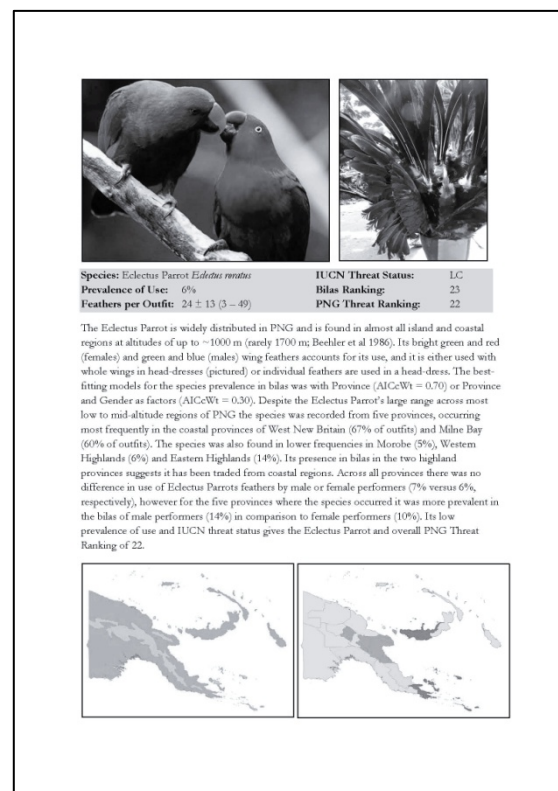 Species: Eclectus Parrot Eclectus roratus IUCN Threat Status: LC
Prevalence of Use: 6% Bilas Ranking: 23
Feathers per Outfit: 24 ± 13 (3 – 49) PNG Threat Ranking: 22
The Eclectus Parrot is widely distributed in PNG and is found in almost all island and coastal
regions at altitudes of up to ~1000 m (rarely 1700 m; Beehler et al 1986). Its bright green and red
(females) and green and blue (males) wing feathers accounts for its use, and it is either used with
whole wings in head-dresses (pictured) or individual feathers are used in a head-dress. The best-
fitting models for the species prevalence in bilas was with Province (AICcWt = 0.70) or Province
and Gender as factors (AICcWt = 0.30). Despite the Eclectus Parrot's large range across most
low to mid-altitude regions of PNG the species was recorded from five provinces, occurring
most frequently in the coastal provinces of West New Britain (67% of outfits) and Milne Bay
(60% of outfits). The species was also found in lower frequencies in Morobe (5%), Western
Highlands (6%) and Eastern Highlands (14%). Its presence in bilas in the two highland
provinces suggests it has been traded from coastal regions. Across all provinces there was no
difference in use of Eclectus Parrots feathers by male or female performers (7% versus 6%,
respectively), however for the five provinces where the species occurred it was more prevalent in
the bilas of male performers (14%) in comparison to female performers (10%). Its low
prevalence of use and IUCN threat status gives the Eclectus Parrot and overall PNG Threat
Ranking of 22.